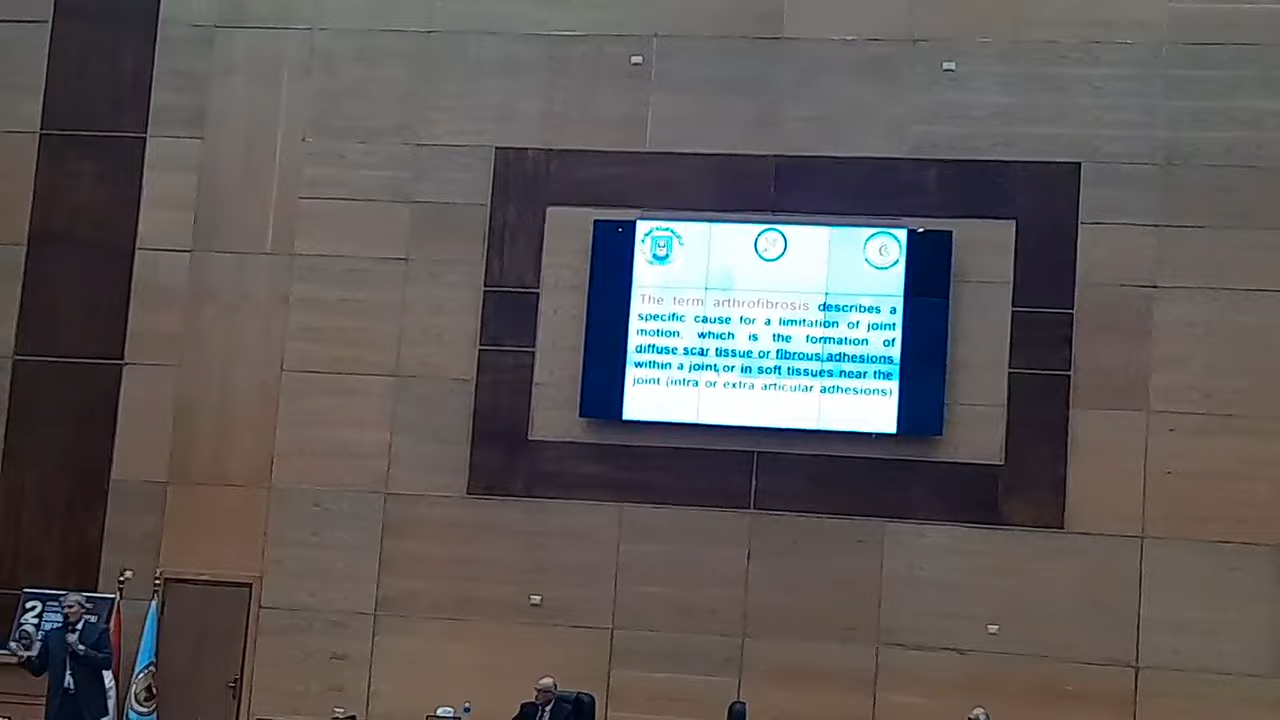 The term arthrofibrosis describes a
specific cause for a limitation of joint
motion, which is the formation of
diffuse scar tissue or fibrous adhesions
within a joint or in soft tissues near the
joint (intra or extra articular adhesions)
2